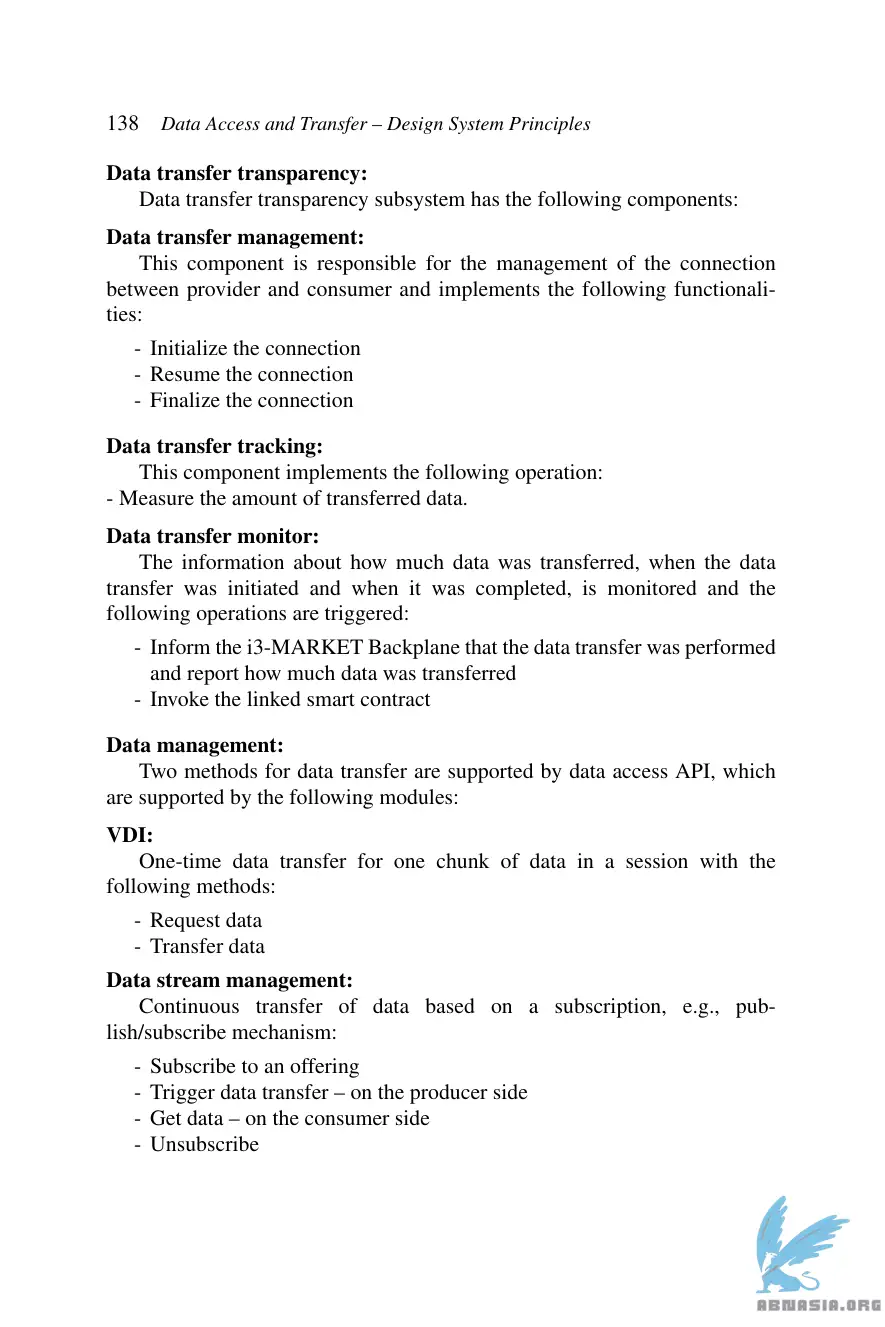 138 Data Access and Transfer – Design System Principles
Data transfer transparency:
Data transfer transparency subsystem has the following components:
Data transfer management:
This component is responsible for the management of the connection
between provider and consumer and implements the following functionali-
ties:
- Initialize the connection
- Resume the connection
- Finalize the connection
Data transfer tracking:
This component implements the following operation:
- Measure the amount of transferred data.
Data transfer monitor:
The information about how much data was transferred, when the data
transfer was initiated and when it was completed, is monitored and the
following operations are triggered:
- Inform the i3-MARKET Backplane that the data transfer was performed
and report how much data was transferred
- Invoke the linked smart contract
Data management:
Two methods for data transfer are supported by data access API, which
are supported by the following modules:
VDI:
One-time data transfer for one chunk of data in a session with the
following methods:
- Request data
- Transfer data
Data stream management:
Continuous transfer of data based on a subscription, e.g., pub-
lish/subscribe mechanism:
- Subscribe to an offering
- Trigger data transfer – on the producer side
- Get data – on the consumer side
- Unsubscribe
ABNASIA.ORG